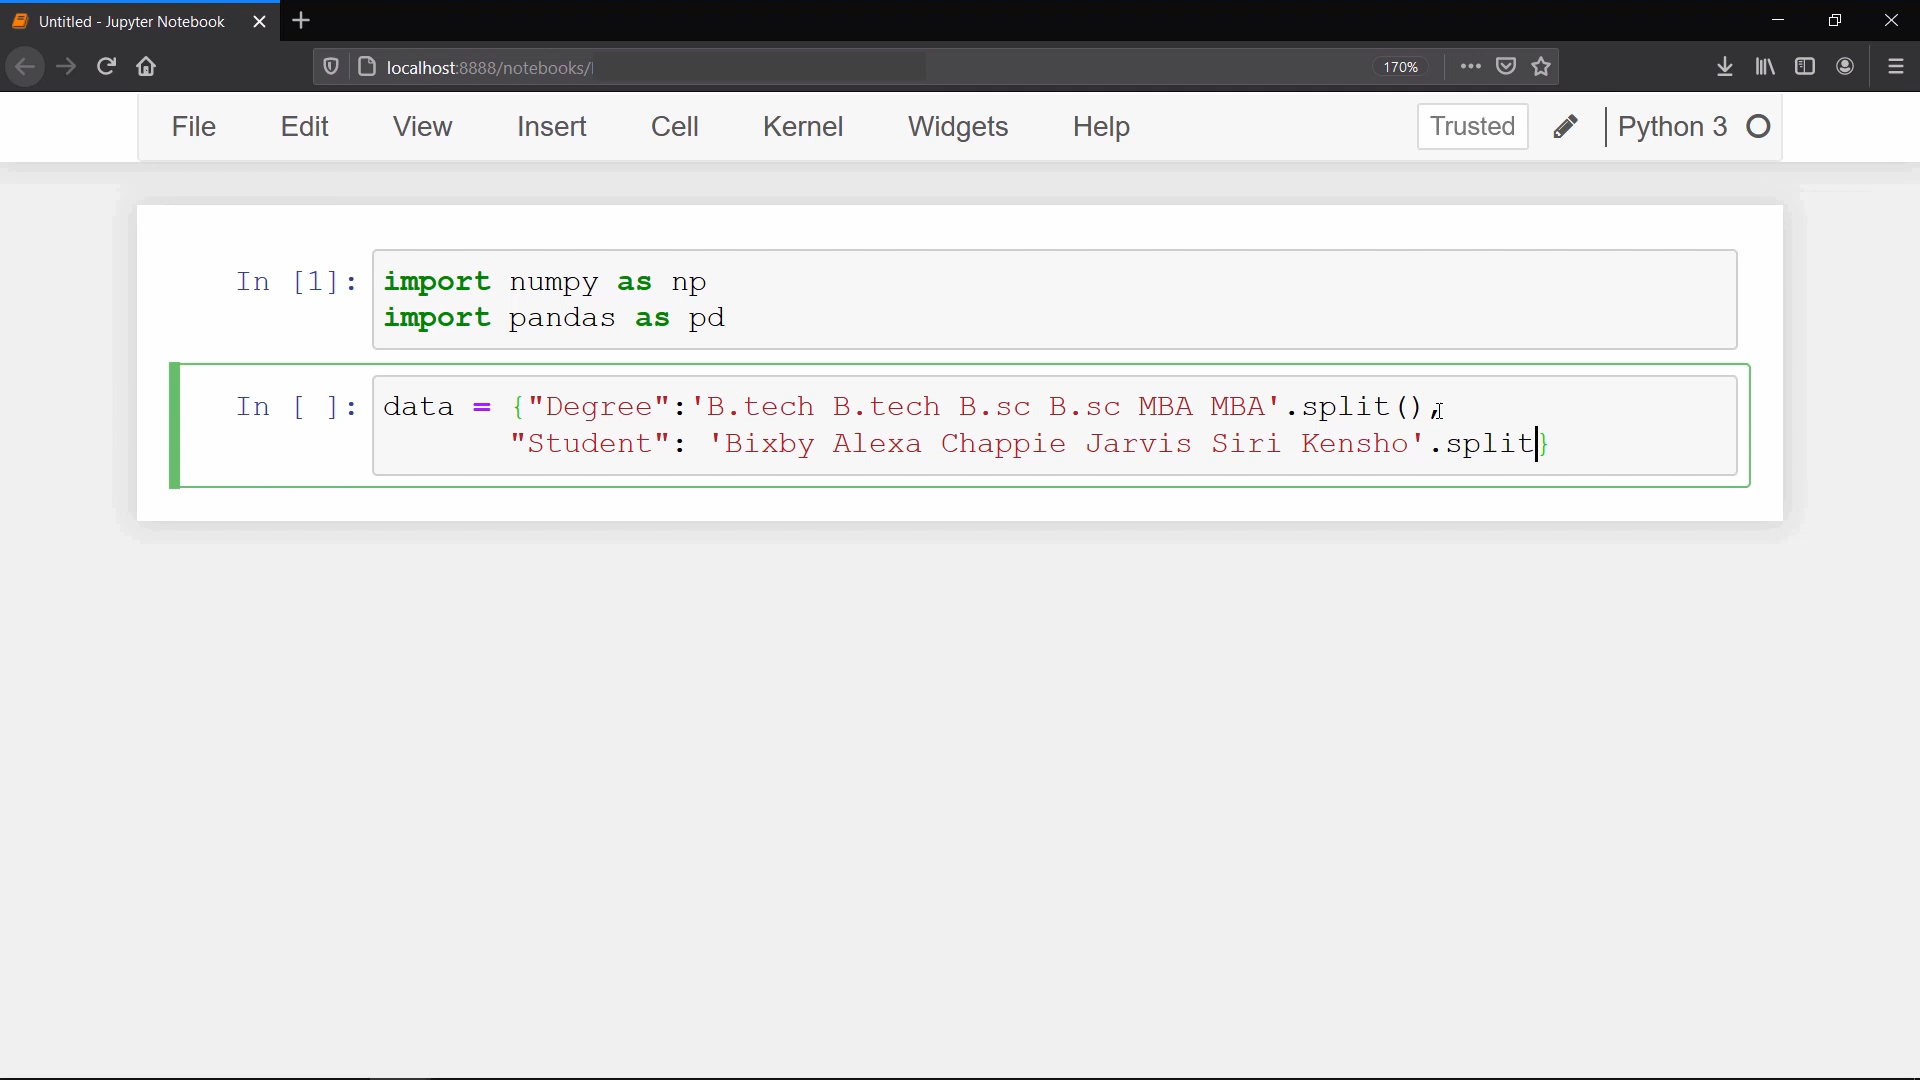 Untitled - Jupyter Notebook
localhost:8888/notebooks/
170%
File Edit View Insert Cell Kernel Widgets Help Trusted Python 3
In [1]: import numpy as np
import pandas as pd
In [ ]: data = {"Degree":'B.tech B.tech B.sc B.sc MBA MBA'.split(),
"Student": 'Bixby Alexa Chappie Jarvis Siri Kensho'.split}